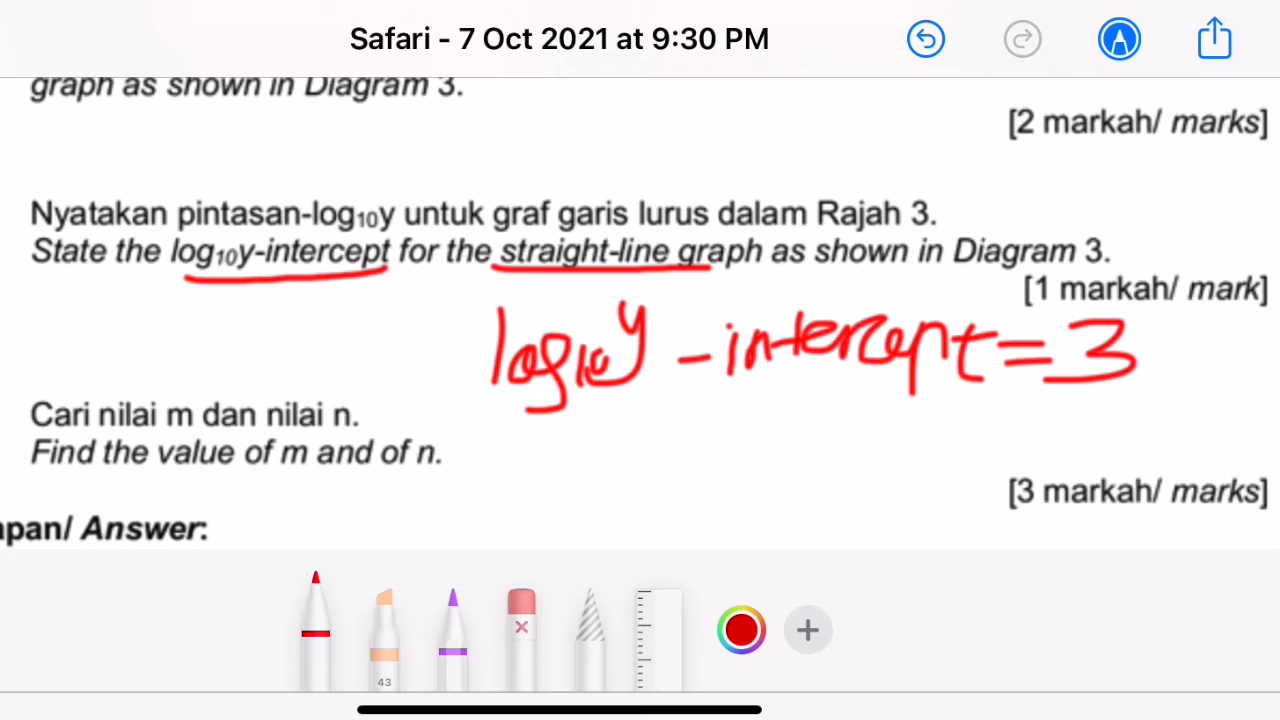 Safari - 7 Oct 2021 at 9:30 PM
graph as shown in Diagram 3.
[2 markah/ marks]
Nyatakan pintasan-log₁₀y untuk graf garis lurus dalam Rajah 3.
State the log₁₀y-intercept for the straight-line graph as shown in Diagram 3.
[1 markah/ mark]
log₁₀y - intercept = 3
Cari nilai m dan nilai n.
Find the value of m and of n.
[3 markah/ marks]
apan/ Answer:
43